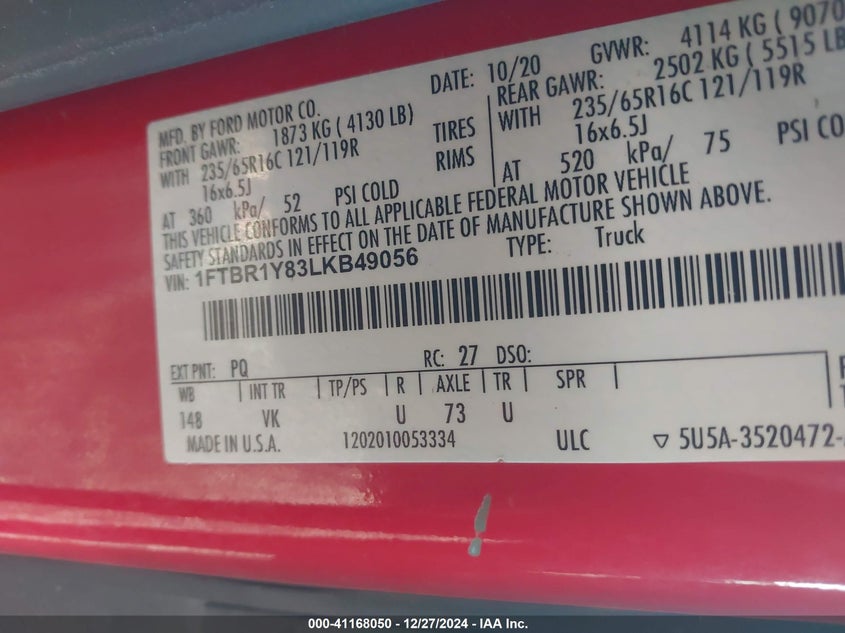 MFD. BY FORD MOTOR CO.
DATE: 10/20
GVWR: 4114 KG ( 9070
FRONT GAWR: 1873 KG ( 4130 LB)
REAR GAWR: 2502 KG ( 5515 LB
WITH 235/65R16C 121/119R
TIRES
WITH 235/65R16C 121/119R
16x6.5J
RIMS
16x6.5J
AT 360 kPa/ 52 PSI COLD
AT 520 kPa/ 75 PSI CO
THIS VEHICLE CONFORMS TO ALL APPLICABLE FEDERAL MOTOR VEHICLE
SAFETY STANDARDS IN EFFECT ON THE DATE OF MANUFACTURE SHOWN ABOVE.
VIN: 1FTBR1Y83LKB49056
TYPE: Truck
EXT PNT: PQ
RC: 27 DSO:
WB INT TR TP/PS R AXLE TR SPR
148 VK U 73 U
MADE IN U.S.A. 1202010053334 ULC ▽ 5U5A-3520472-
000-41168050 - 12/27/2024 - IAA Inc.